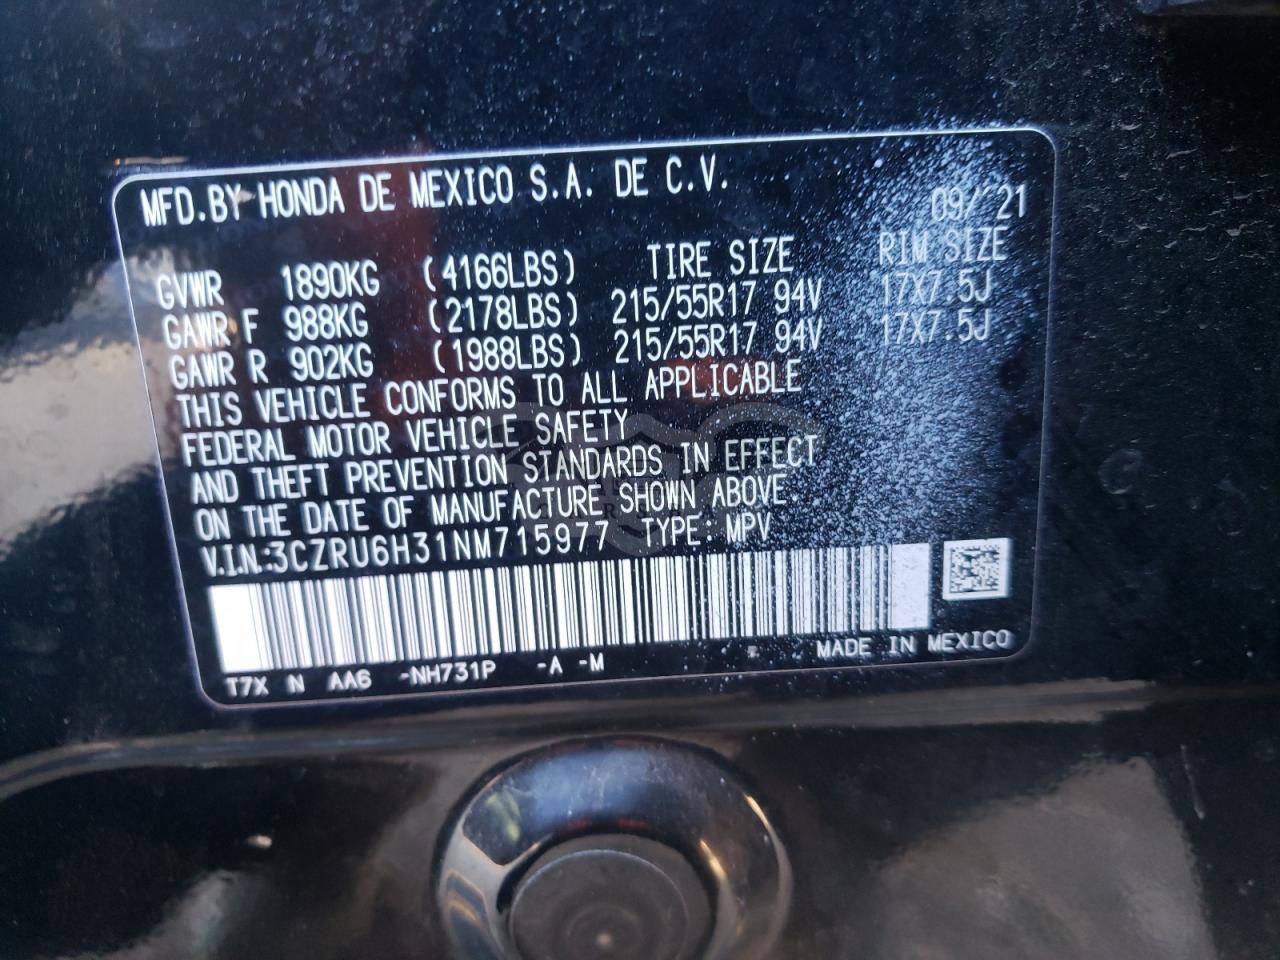 MFD.BY HONDA DE MEXICO S.A. DE C.V. 09/'21
GVWR 1890KG (4166LBS) TIRE SIZE RIM SIZE
GAWR F 988KG (2178LBS) 215/55R17 94V 17X7.5J
GAWR R 902KG (1988LBS) 215/55R17 94V 17X7.5J
THIS VEHICLE CONFORMS TO ALL APPLICABLE
FEDERAL MOTOR VEHICLE SAFETY
AND THEFT PREVENTION STANDARDS IN EFFECT
ON THE DATE OF MANUFACTURE SHOWN ABOVE.
V.I.N.:3CZRU6H31NM715977 TYPE: MPV
T7X N AA6 -NH731P -A -M MADE IN MEXICO